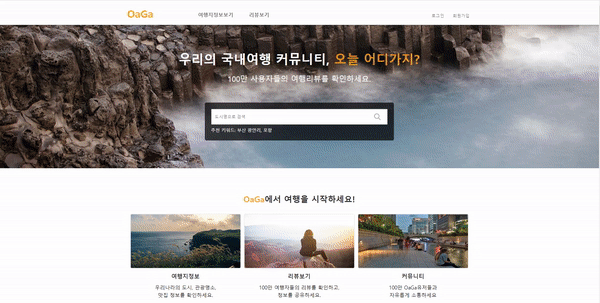 OaGa 여행지정보보기 리뷰보기 로그인 회원가입
우리의 국내여행 커뮤니티, 오늘 어디가지?
100만 사용자들의 여행리뷰를 확인하세요.
도시명으로 검색
추천 키워드: 부산 광안리, 포항
OaGa에서 여행을 시작하세요!
여행지정보
우리나라의 도시, 관광명소,
맛집 정보를 확인하세요.
리뷰보기
100만 여행자들의 리뷰를 확인하고,
정보를 공유하세요.
커뮤니티
100만 OaGa유저들과
자유롭게 소통하세요